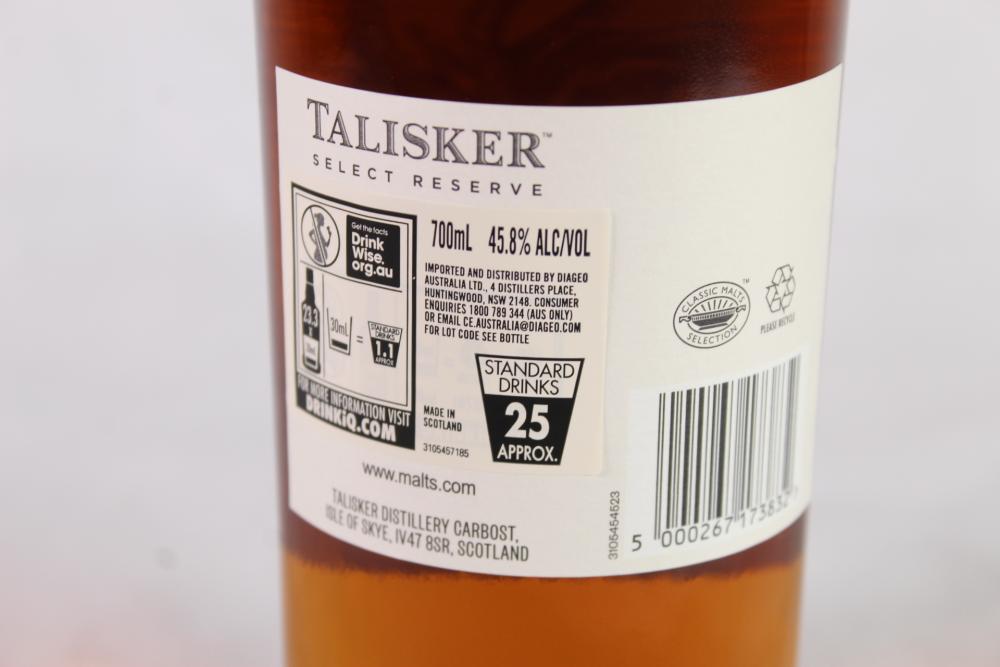 TALISKER™
SELECT RESERVE
Get the facts
Drink
Wise.
org.au
700mL 45.8% ALC/VOL
IMPORTED AND DISTRIBUTED BY DIAGEO
AUSTRALIA LTD., 4 DISTILLERS PLACE,
HUNTINGWOOD, NSW 2148. CONSUMER
ENQUIRIES 1800 789 344 (AUS ONLY)
OR EMAIL CE.AUSTRALIA@DIAGEO.COM
FOR LOT CODE SEE BOTTLE
23.3
30mL
=
STANDARD
DRINKS
1.1
APPROX
FOR MORE INFORMATION VISIT
DRiNKiQ.COM
MADE IN
SCOTLAND
3105457185
STANDARD
DRINKS
25
APPROX.
CLASSIC MALTS
SELECTION
™
PLEASE RECYCLE
www.malts.com
TALISKER DISTILLERY CARBOST,
ISLE OF SKYE, IV47 8SR, SCOTLAND
3105454523
5 000267 173832